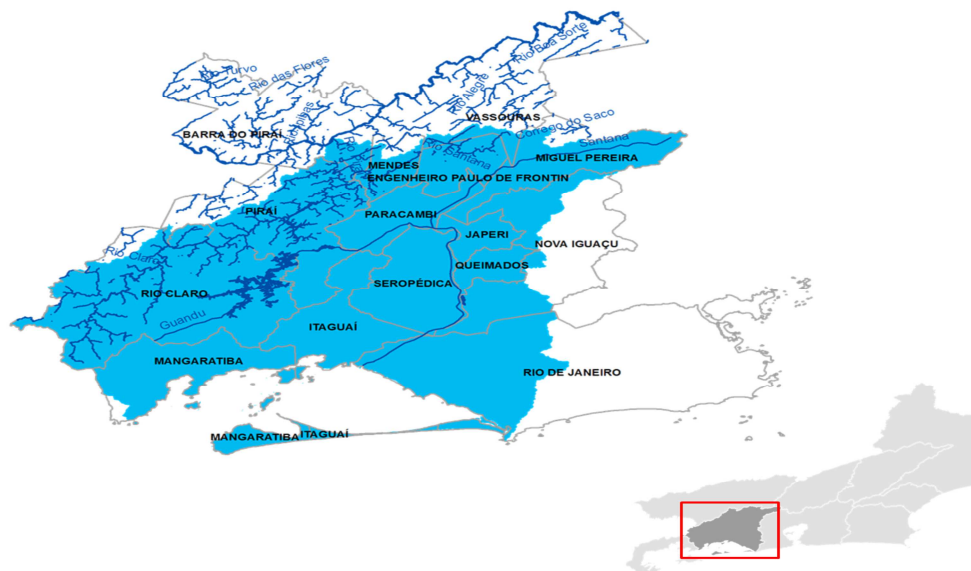 Rio Boa Sorte
Rio Turvo
Rio das Flores
Rio Alegre
VASSOURAS
Córrego do Saco
BARRA DO PIRAÍ
Santana
Rio Santana
MIGUEL PEREIRA
MENDES
ENGENHEIRO PAULO DE FRONTIN
PIRAÍ
PARACAMBI
JAPERI
NOVA IGUAÇU
Rio Claro
QUEIMADOS
SEROPÉDICA
RIO CLARO
Guandu
ITAGUAÍ
MANGARATIBA
RIO DE JANEIRO
ITAGUAÍ
MANGARATIBA